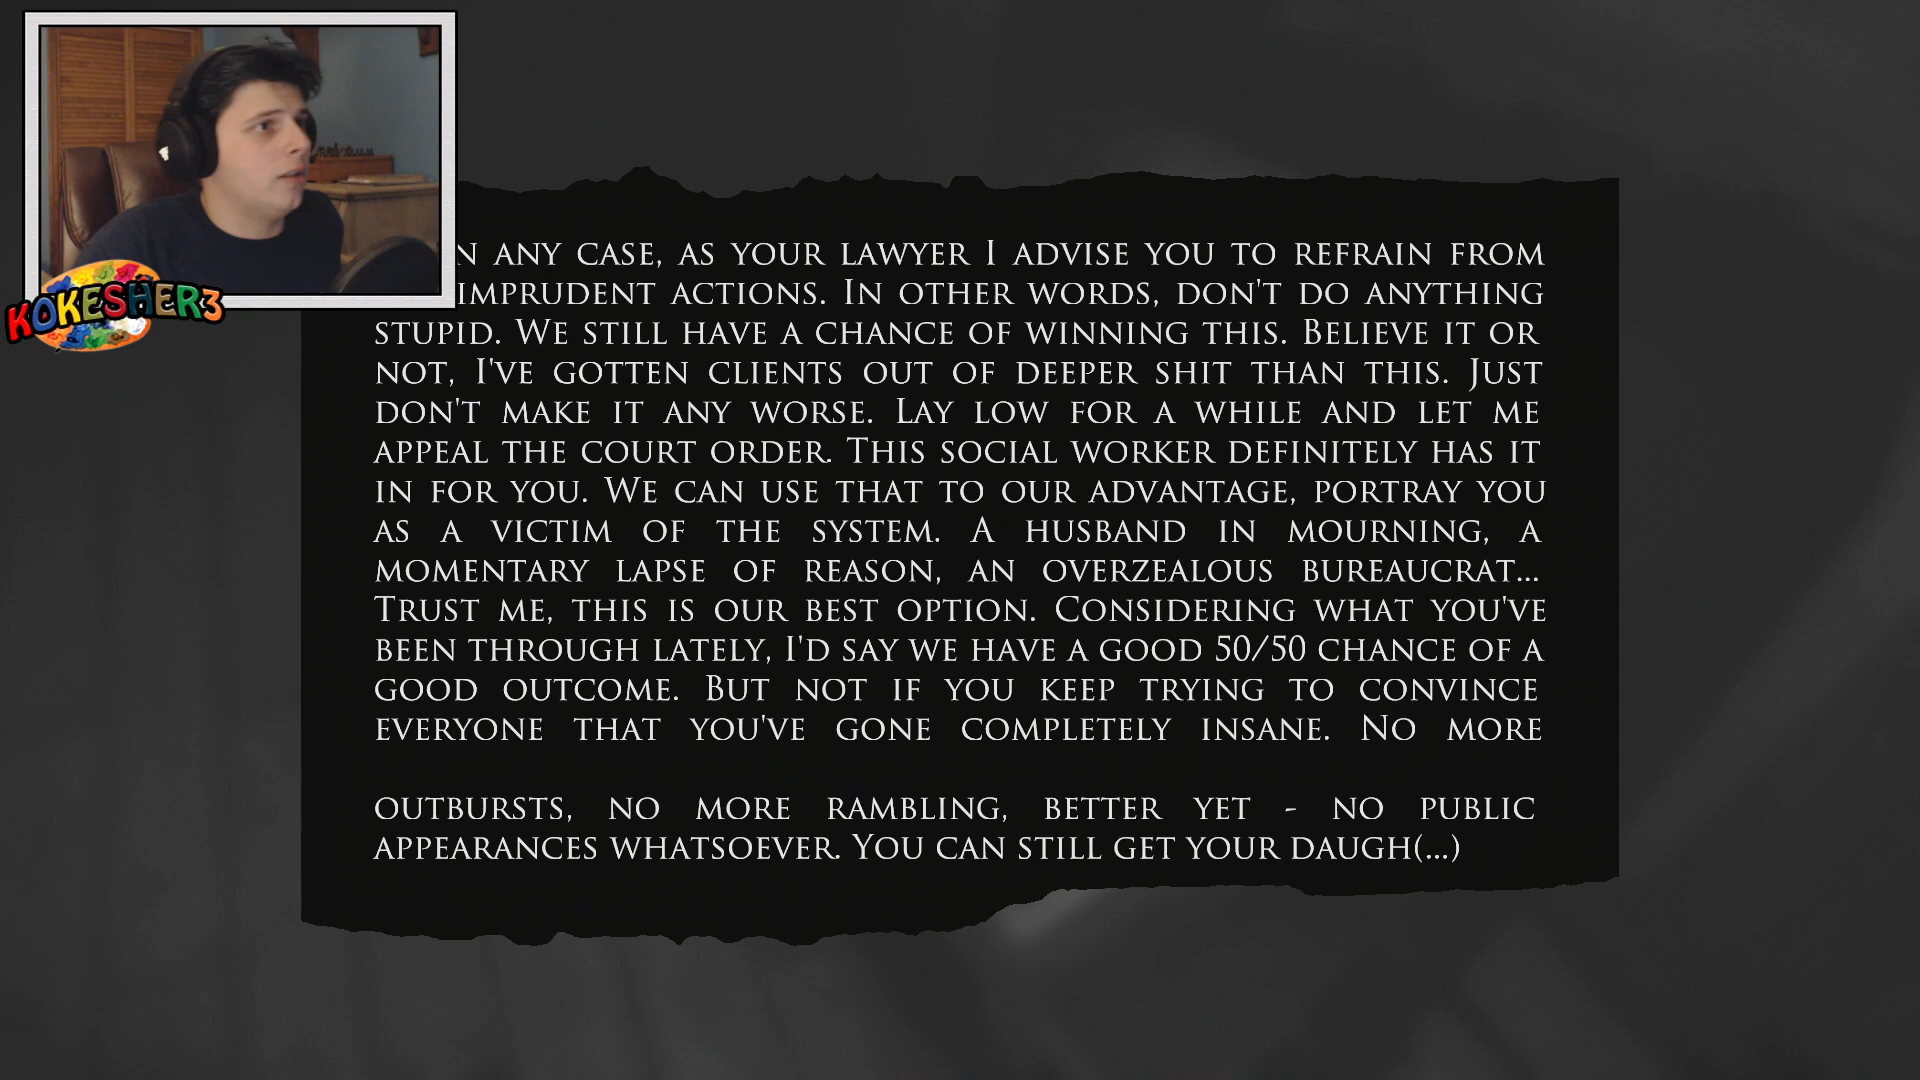 KOKESHER3
ANY CASE, AS YOUR LAWYER I ADVISE YOU TO REFRAIN FROM
IMPRUDENT ACTIONS. IN OTHER WORDS, DON'T DO ANYTHING
STUPID. WE STILL HAVE A CHANCE OF WINNING THIS. BELIEVE IT OR
NOT, I'VE GOTTEN CLIENTS OUT OF DEEPER SHIT THAN THIS. JUST
DON'T MAKE IT ANY WORSE. LAY LOW FOR A WHILE AND LET ME
APPEAL THE COURT ORDER. THIS SOCIAL WORKER DEFINITELY HAS IT
IN FOR YOU. WE CAN USE THAT TO OUR ADVANTAGE, PORTRAY YOU
AS A VICTIM OF THE SYSTEM. A HUSBAND IN MOURNING, A
MOMENTARY LAPSE OF REASON, AN OVERZEALOUS BUREAUCRAT...
TRUST ME, THIS IS OUR BEST OPTION. CONSIDERING WHAT YOU'VE
BEEN THROUGH LATELY, I'D SAY WE HAVE A GOOD 50/50 CHANCE OF A
GOOD OUTCOME. BUT NOT IF YOU KEEP TRYING TO CONVINCE
EVERYONE THAT YOU'VE GONE COMPLETELY INSANE. NO MORE
OUTBURSTS, NO MORE RAMBLING, BETTER YET - NO PUBLIC
APPEARANCES WHATSOEVER. YOU CAN STILL GET YOUR DAUGH(...)